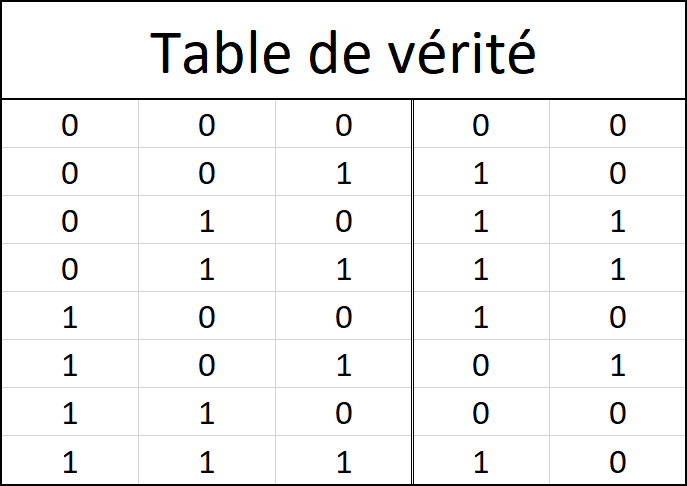 Table de vérité
0 0 0 0 0
0 0 1 1 0
0 1 0 1 1
0 1 1 1 1
1 0 0 1 0
1 0 1 0 1
1 1 0 0 0
1 1 1 1 0